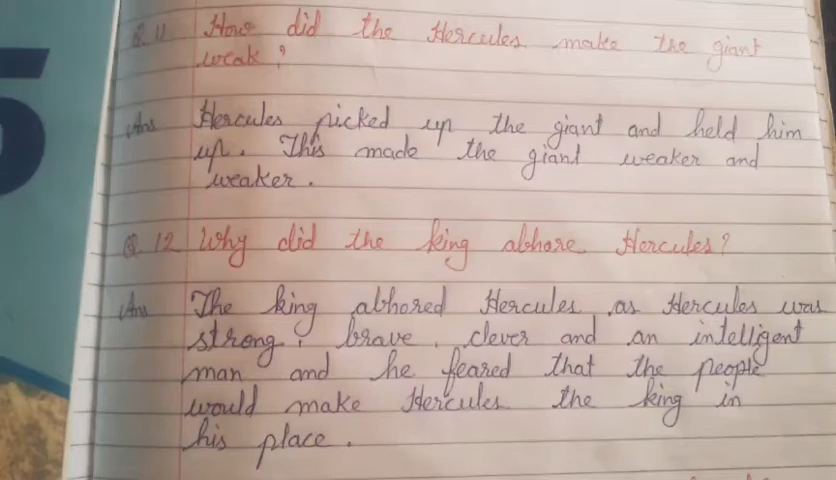 Q. 11 How did the Hercules make the giant
weak?
Ans Hercules picked up the giant and held him
up. This made the giant weaker and
weaker.
Q. 12 Why did the king abhore Hercules?
Ans The king abhored Hercules as Hercules was
strong, brave, clever and an intelligent
man and he feared that the people
would make Hercules the king in
his place.
5